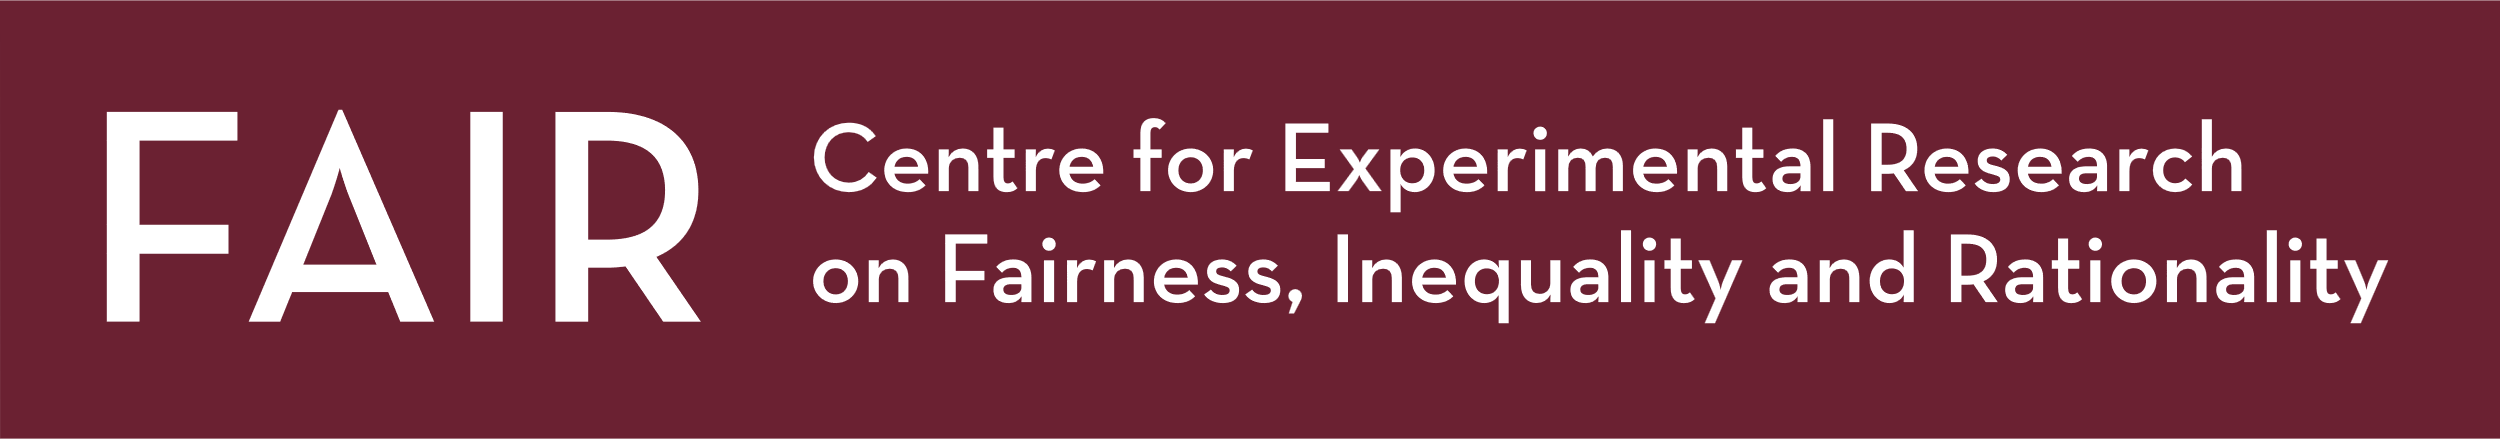 FAIR
Centre for Experimental Research
on Fairness, Inequality and Rationality